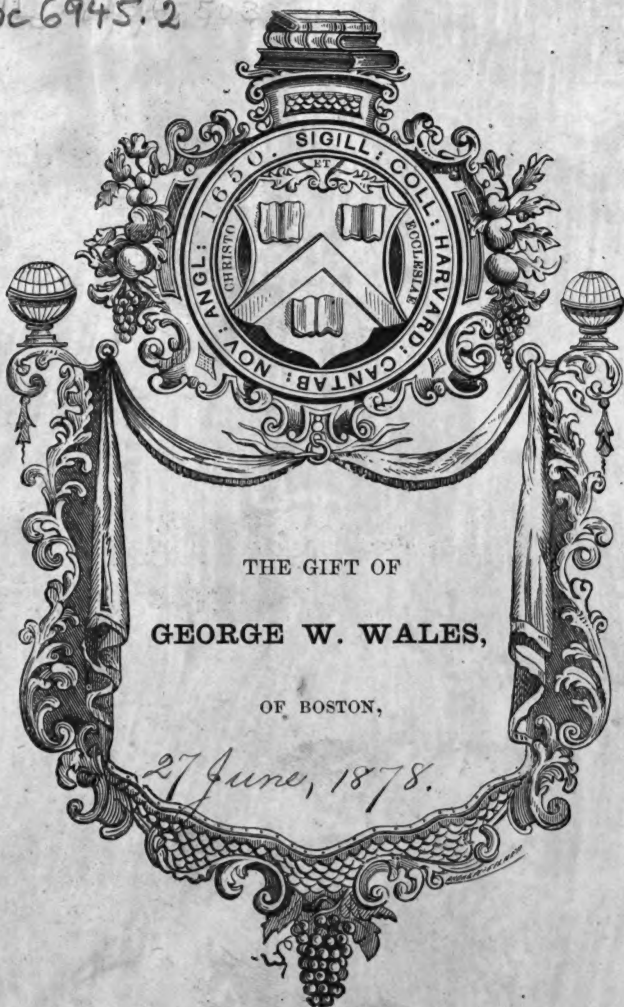 6945.2
SIGILL: COLL: HARVARD: CANTAB: NOV: ANGL: 1650.
ET
CHRISTO
ECCLESIAE
THE GIFT OF
GEORGE W. WALES,
OF BOSTON,
27 June, 1878.